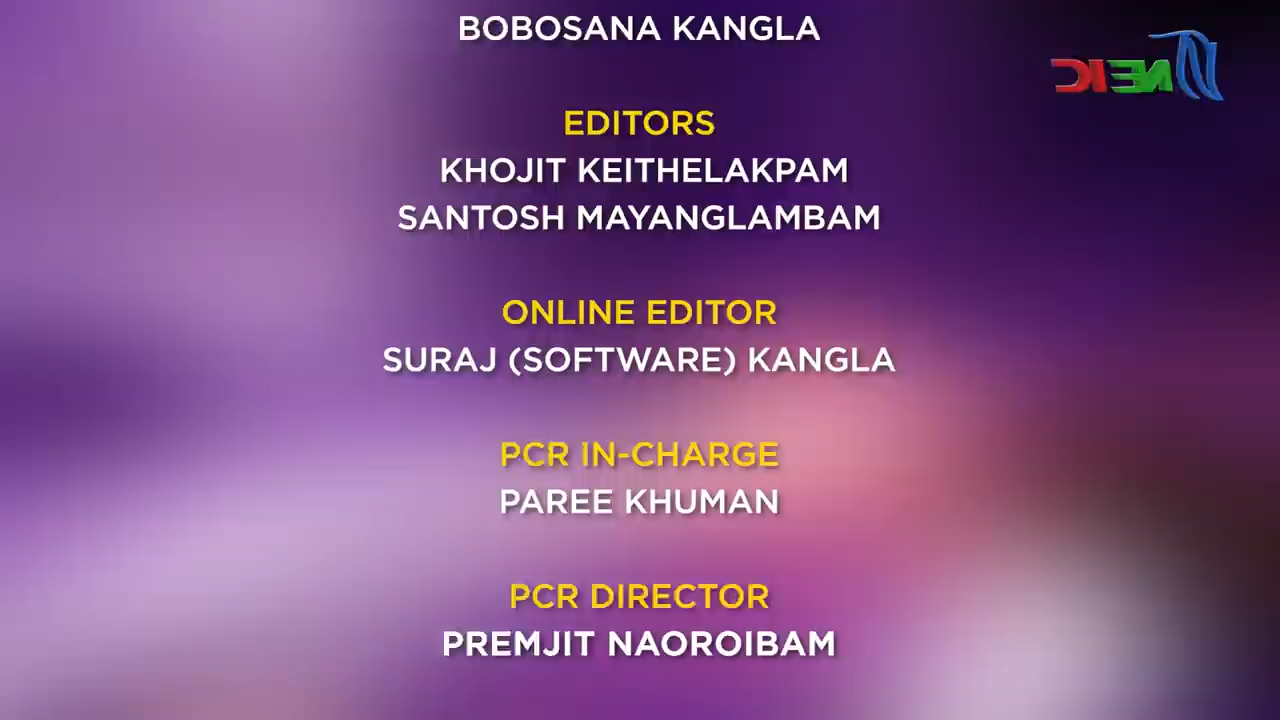 BOBOSANA KANGLA
NEIC
EDITORS
KHOJIT KEITHELAKPAM
SANTOSH MAYANGLAMBAM
ONLINE EDITOR
SURAJ (SOFTWARE) KANGLA
PCR IN-CHARGE
PAREE KHUMAN
PCR DIRECTOR
PREMJIT NAOROIBAM